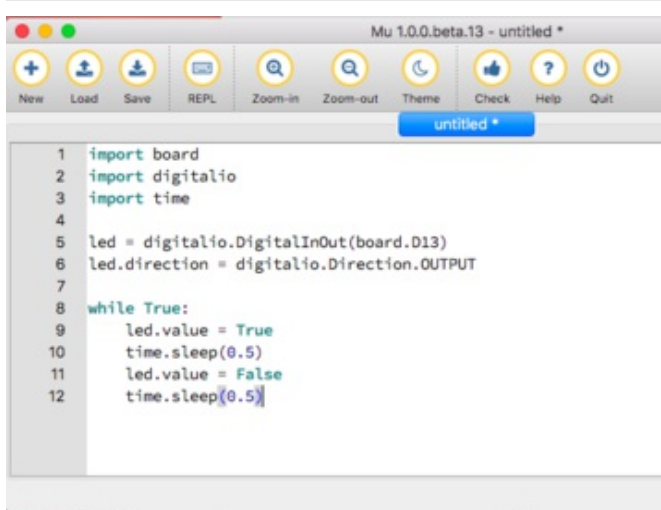 Mu 1.0.0.beta.13 - untitled *
New Load Save REPL Zoom-in Zoom-out Theme Check Help Quit
untitled *
1 import board
2 import digitalio
3 import time
4
5 led = digitalio.DigitalInOut(board.D13)
6 led.direction = digitalio.Direction.OUTPUT
7
8 while True:
9     led.value = True
10     time.sleep(0.5)
11     led.value = False
12     time.sleep(0.5)